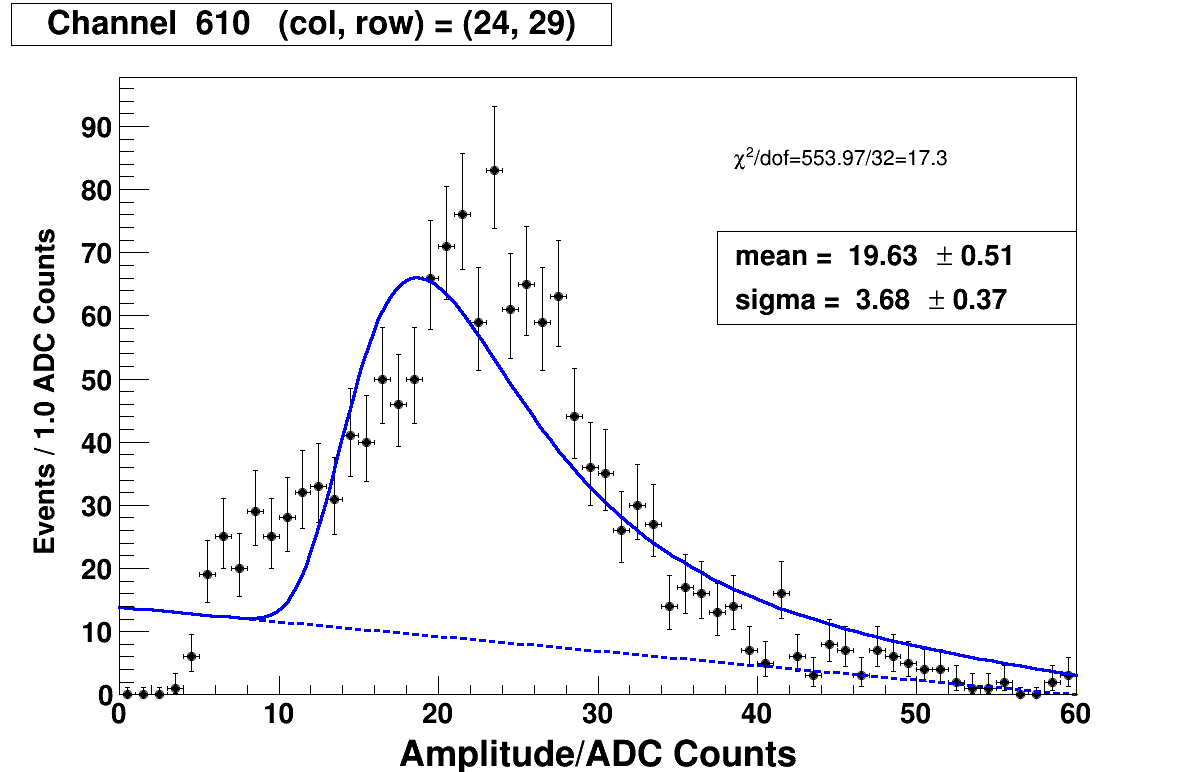 Channel 610 (col, row) = (24, 29)
χ²/dof=553.97/32=17.3
mean = 19.63 ± 0.51
sigma = 3.68 ± 0.37
Events / 1.0 ADC Counts
90
80
70
60
50
40
30
20
10
0
0 10 20 30 40 50 60
Amplitude/ADC Counts